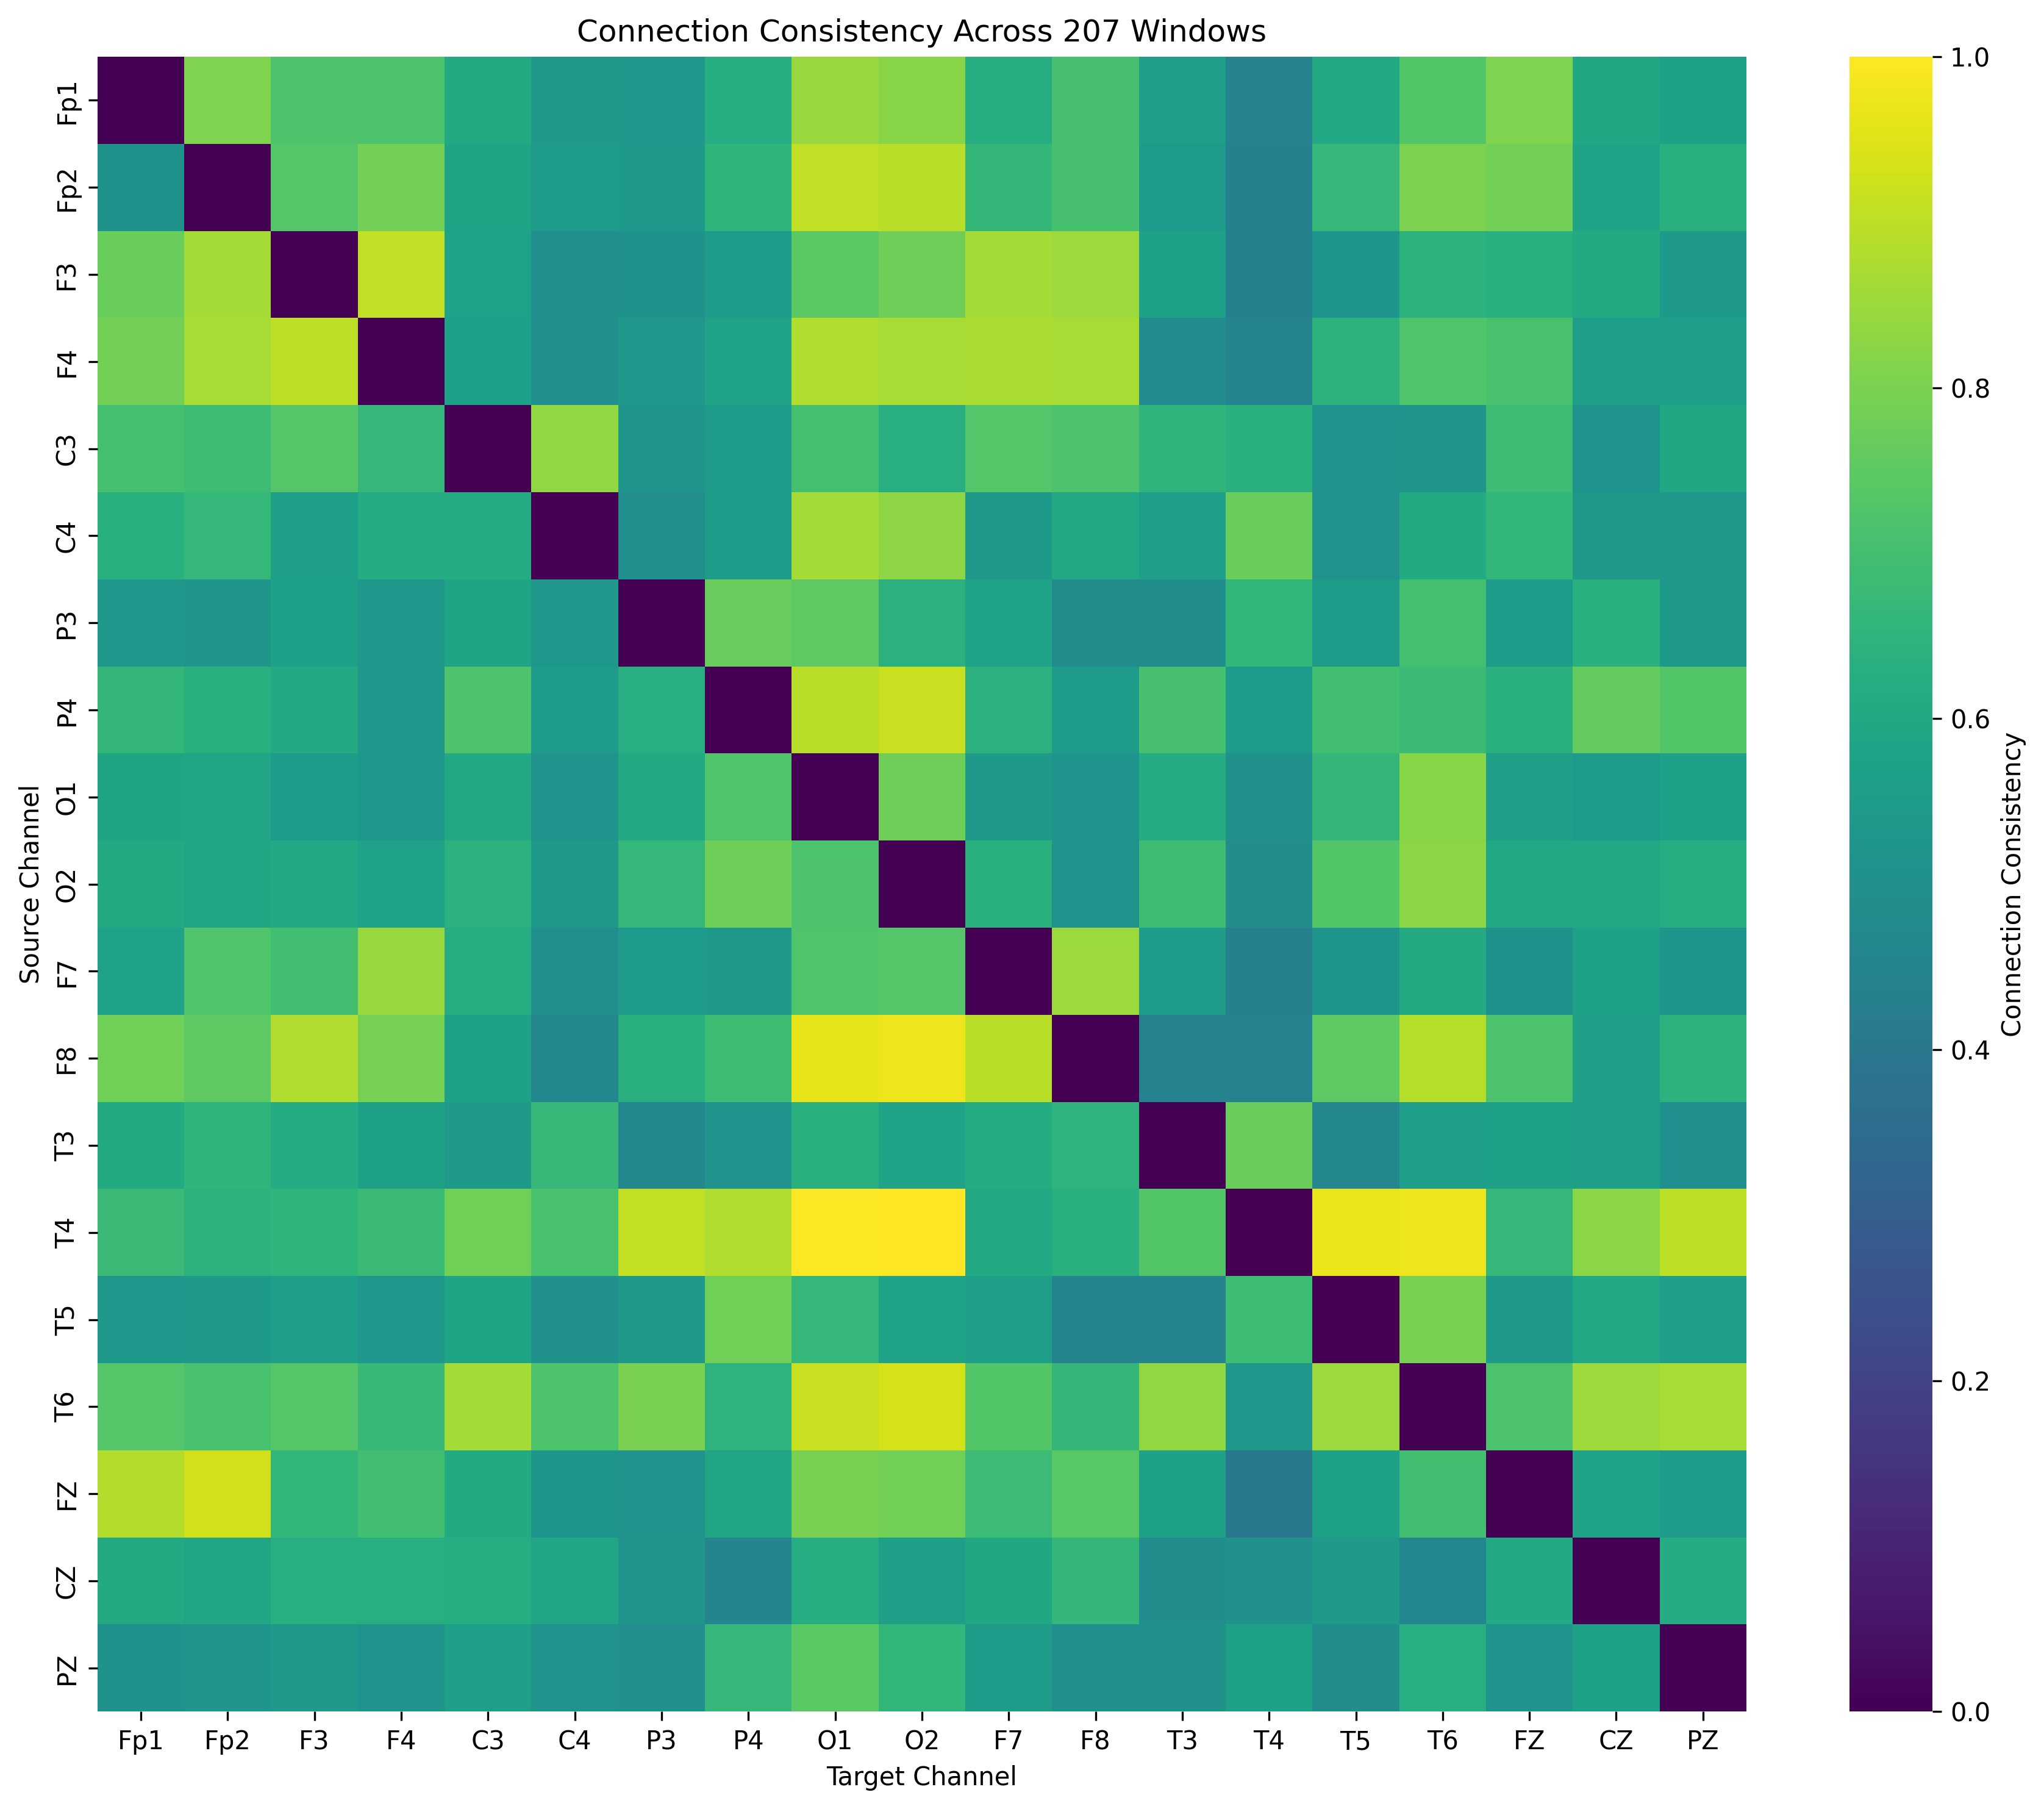 Connection Consistency Across 207 Windows
Source Channel
Fp1
Fp2
F3
F4
C3
C4
P3
P4
O1
O2
F7
F8
T3
T4
T5
T6
FZ
CZ
PZ
Fp1 Fp2 F3 F4 C3 C4 P3 P4 O1 O2 F7 F8 T3 T4 T5 T6 FZ CZ PZ
Target Channel
1.0
0.8
0.6
0.4
0.2
0.0
Connection Consistency